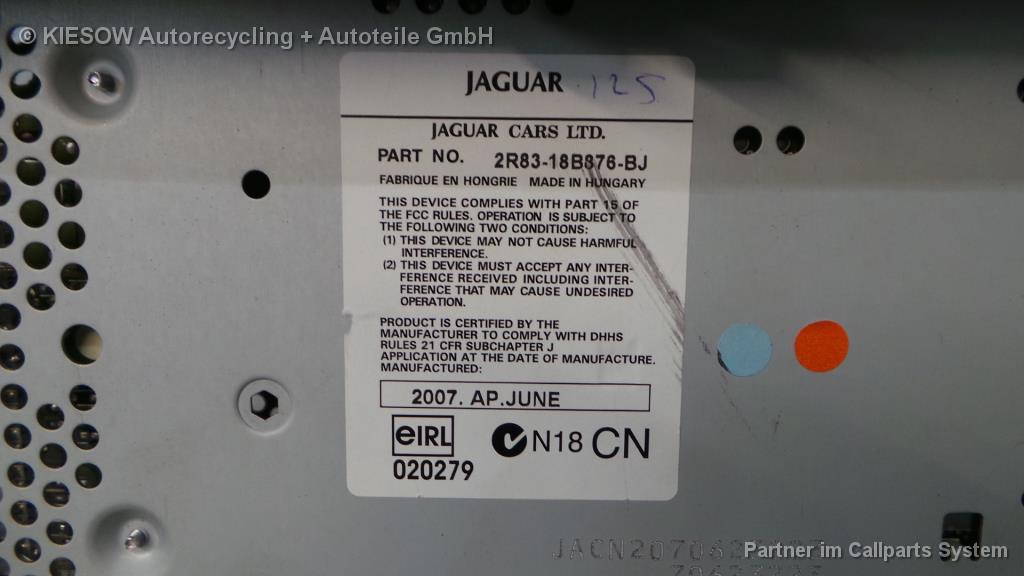 © KIESOW Autorecycling + Autoteile GmbH
JAGUAR 125
JAGUAR CARS LTD.
PART NO. 2R83-18B876-BJ
FABRIQUE EN HONGRIE MADE IN HUNGARY
THIS DEVICE COMPLIES WITH PART 15 OF
THE FCC RULES. OPERATION IS SUBJECT TO
THE FOLLOWING TWO CONDITIONS:
(1) THIS DEVICE MAY NOT CAUSE HARMFUL
INTERFERENCE.
(2) THIS DEVICE MUST ACCEPT ANY INTER-
FERENCE RECEIVED INCLUDING INTER-
FERENCE THAT MAY CAUSE UNDESIRED
OPERATION.
PRODUCT IS CERTIFIED BY THE
MANUFACTURER TO COMPLY WITH DHHS
RULES 21 CFR SUBCHAPTER J
APPLICATION AT THE DATE OF MANUFACTURE.
MANUFACTURED:
2007. AP.JUNE
eIRL N18 CN
020279
Partner im Callparts System